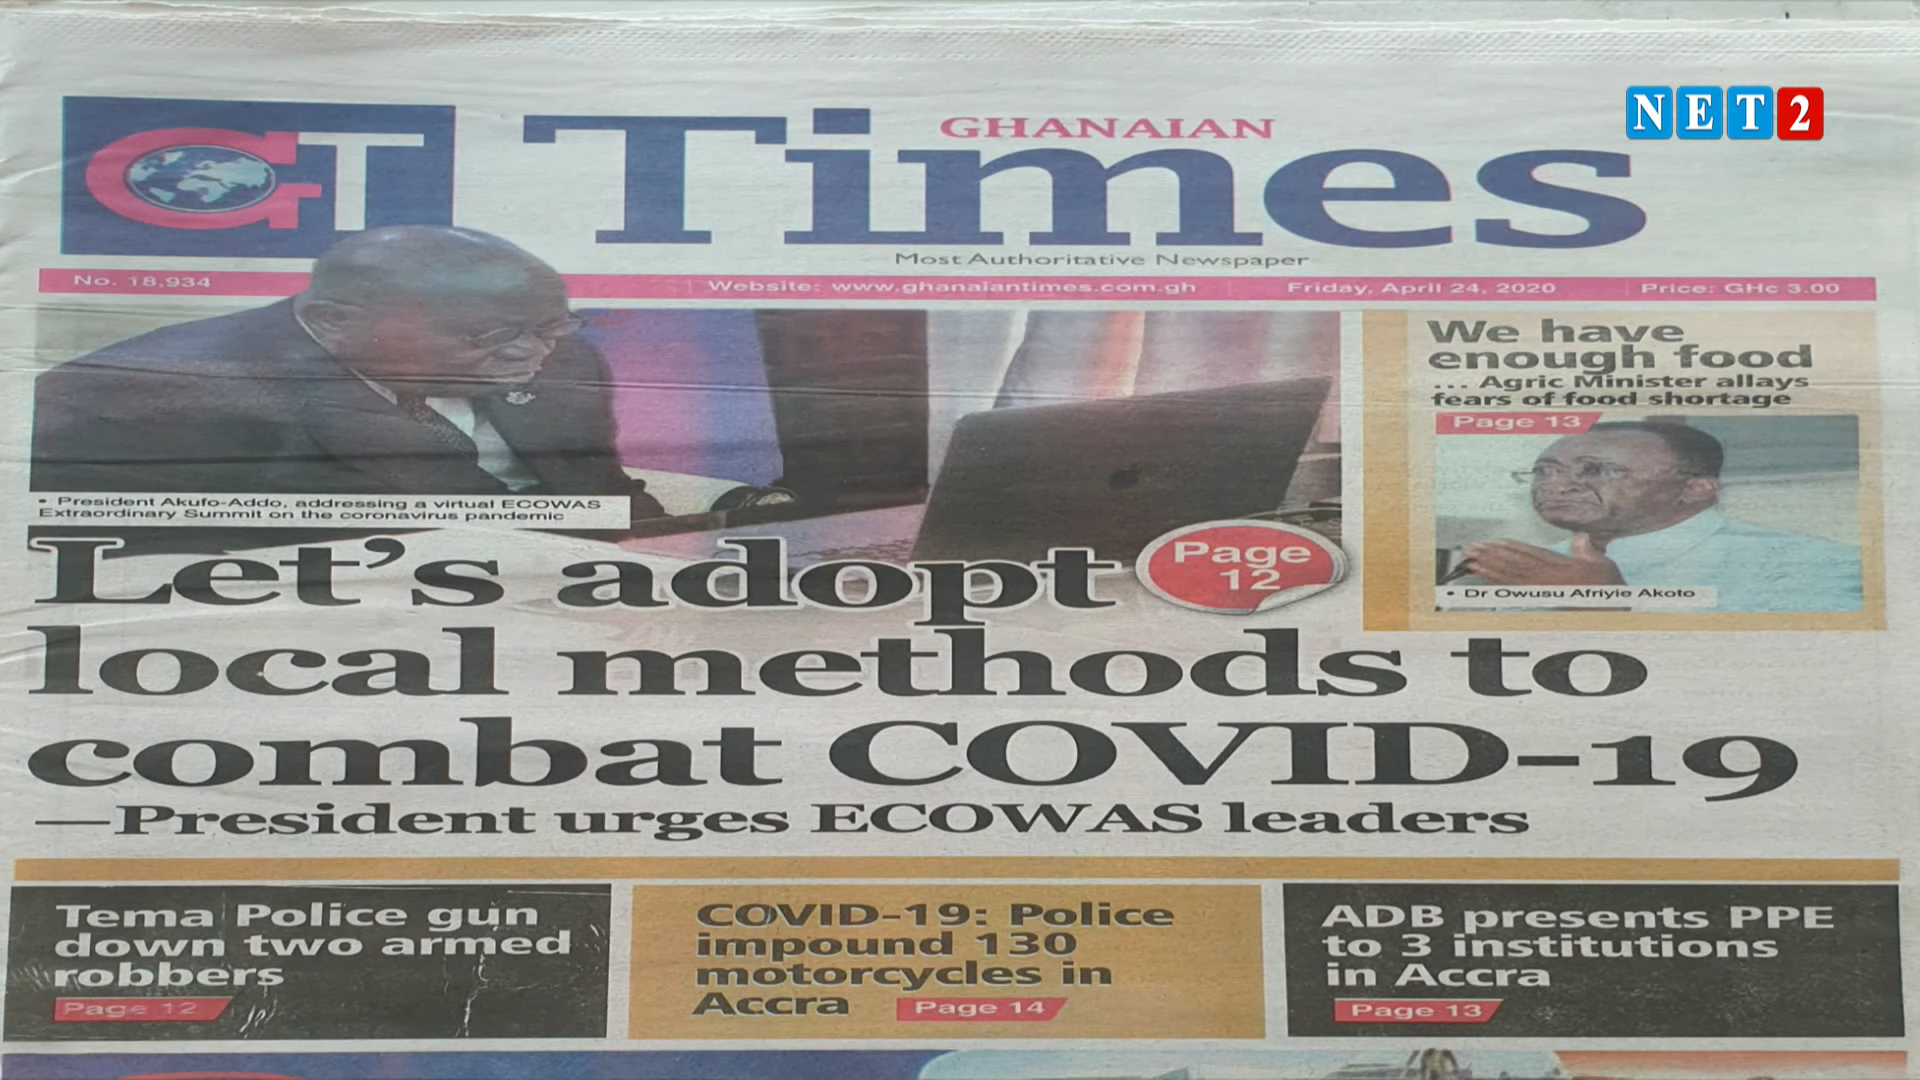 NET2
GT
GHANAIAN
Times
Most Authoritative Newspaper
No. 18,934
Website: www.ghanaiantimes.com.gh
Friday, April 24, 2020
Price: GHc 3.00
• President Akufo-Addo, addressing a virtual ECOWAS
Extraordinary Summit on the coronavirus pandemic
We have
enough food
... Agric Minister allays
fears of food shortage
Page 13
• Dr Owusu Afriyie Akoto
Let's adopt
Page
12
local methods to
combat COVID-19
—President urges ECOWAS leaders
Tema Police gun
down two armed
robbers
Page 12
COVID-19: Police
impound 130
motorcycles in
Accra Page 14
ADB presents PPE
to 3 institutions
in Accra
Page 13